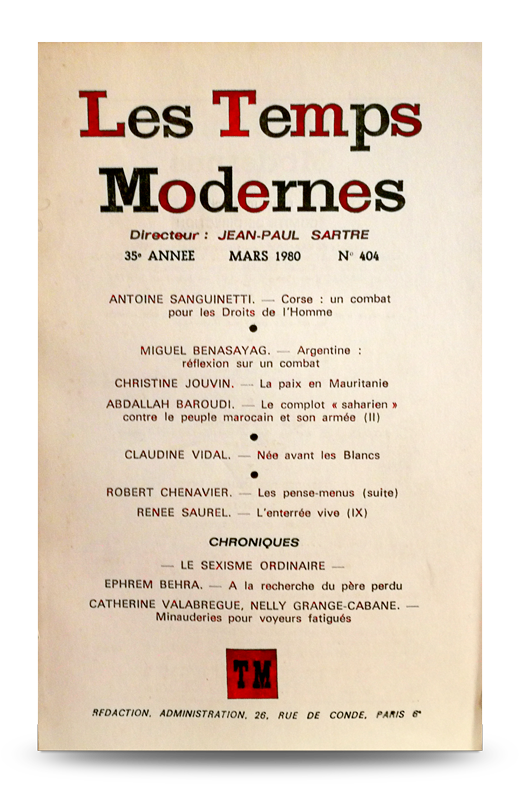 Les Temps
Modernes
Directeur : JEAN-PAUL SARTRE
35e ANNEE MARS 1980 N° 404
ANTOINE SANGUINETTI. — Corse : un combat
pour les Droits de l'Homme
MIGUEL BENASAYAG. — Argentine :
réflexion sur un combat
CHRISTINE JOUVIN. — La paix en Mauritanie
ABDALLAH BAROUDI. — Le complot « saharien »
contre le peuple marocain et son armée (II)
CLAUDINE VIDAL. — Née avant les Blancs
ROBERT CHENAVIER. — Les pense-menus (suite)
RENEE SAUREL. — L'enterrée vive (IX)
CHRONIQUES
— LE SEXISME ORDINAIRE —
EPHREM BEHRA. — A la recherche du père perdu
CATHERINE VALABREGUE, NELLY GRANGE-CABANE. —
Minauderies pour voyeurs fatigués
TM
REDACTION, ADMINISTRATION, 26, RUE DE CONDE, PARIS 6e